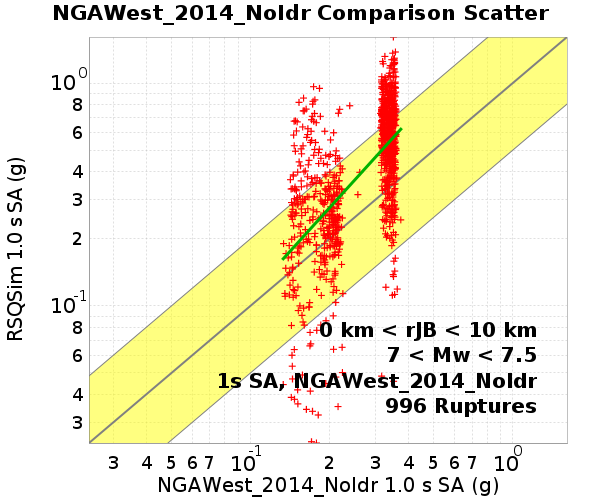 NGAWest_2014_NoIdr Comparison Scatter
RSQSim 1.0 s SA (g)
10^0
8
6
4
3
2
10^-1
8
6
4
3
0 km < rJB < 10 km
7 < Mw < 7.5
1s SA, NGAWest_2014_NoIdr
996 Ruptures
3 4 5 6 7 10^-1 2 3 4 5 6 7 10^0
NGAWest_2014_NoIdr 1.0 s SA (g)